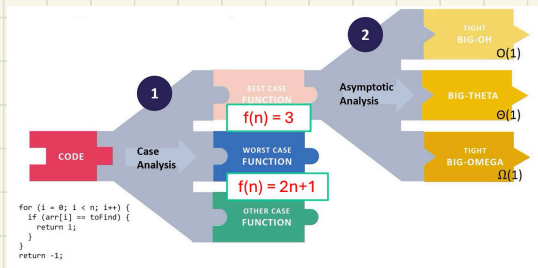 1
2
CODE
Case
Analysis
BEST CASE
FUNCTION
f(n) = 3
WORST CASE
FUNCTION
f(n) = 2n+1
OTHER CASE
FUNCTION
Asymptotic
Analysis
TIGHT
BIG-OH
O(1)
BIG-THETA
Θ(1)
TIGHT
BIG-OMEGA
Ω(1)
for (i = 0; i < n; i++) {
  if (arr[i] == toFind) {
    return i;
  }
}
return -1;